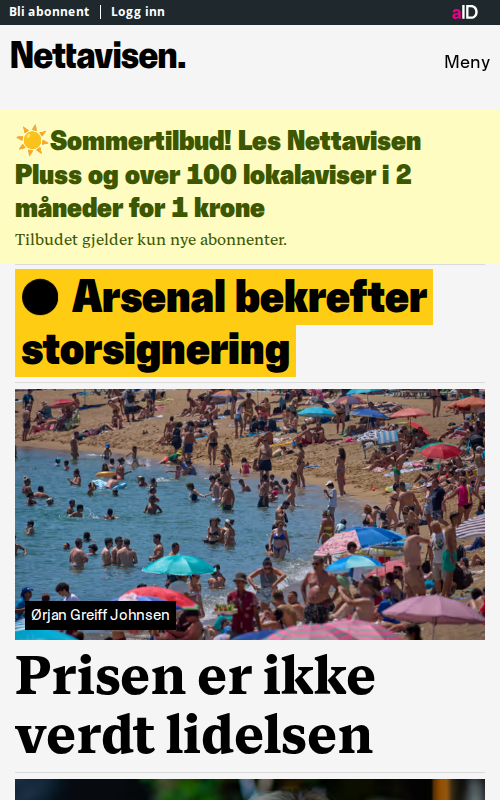 Bli abonnent | Logg inn
aID
Nettavisen.
Meny
☀️Sommertilbud! Les Nettavisen
Pluss og over 100 lokalaviser i 2
måneder for 1 krone
Tilbudet gjelder kun nye abonnenter.
● Arsenal bekrefter
storsignering
Ørjan Greiff Johnsen
Prisen er ikke
verdt lidelsen